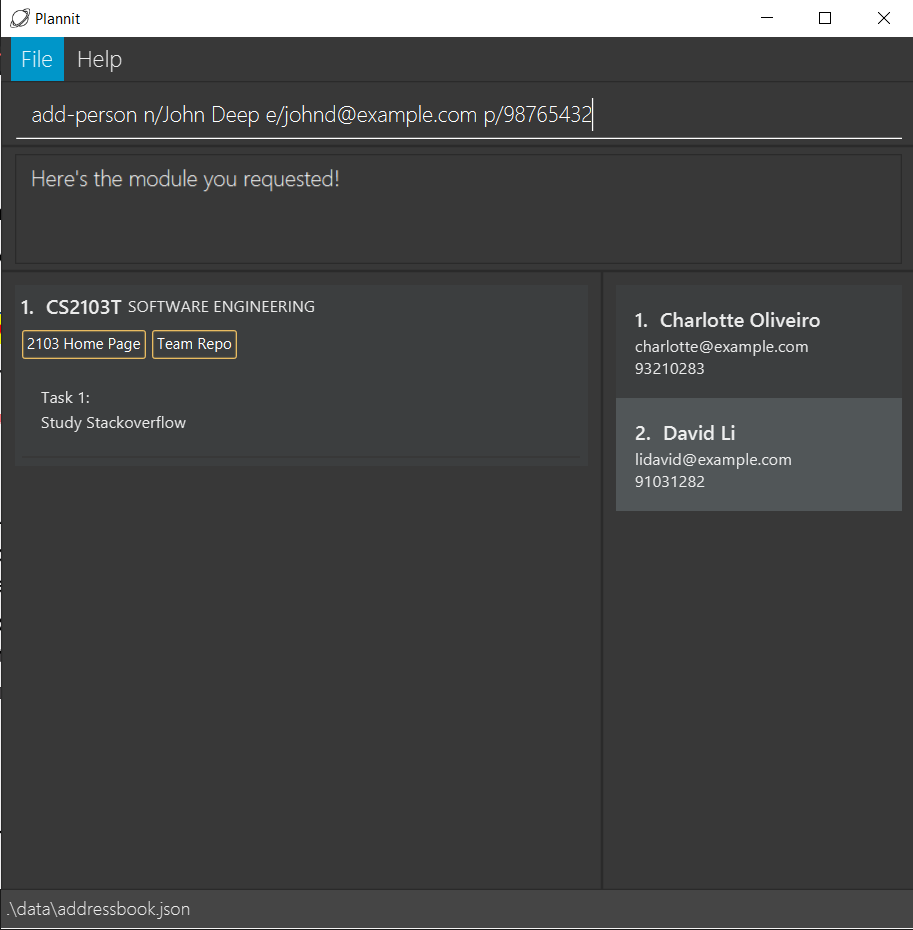 Plannit
File Help
add-person n/John Deep e/johnd@example.com p/98765432
Here's the module you requested!
1. CS2103T SOFTWARE ENGINEERING
2103 Home Page Team Repo
Task 1:
Study Stackoverflow
1. Charlotte Oliveiro
charlotte@example.com
93210283
2. David Li
lidavid@example.com
91031282
.\data\addressbook.json